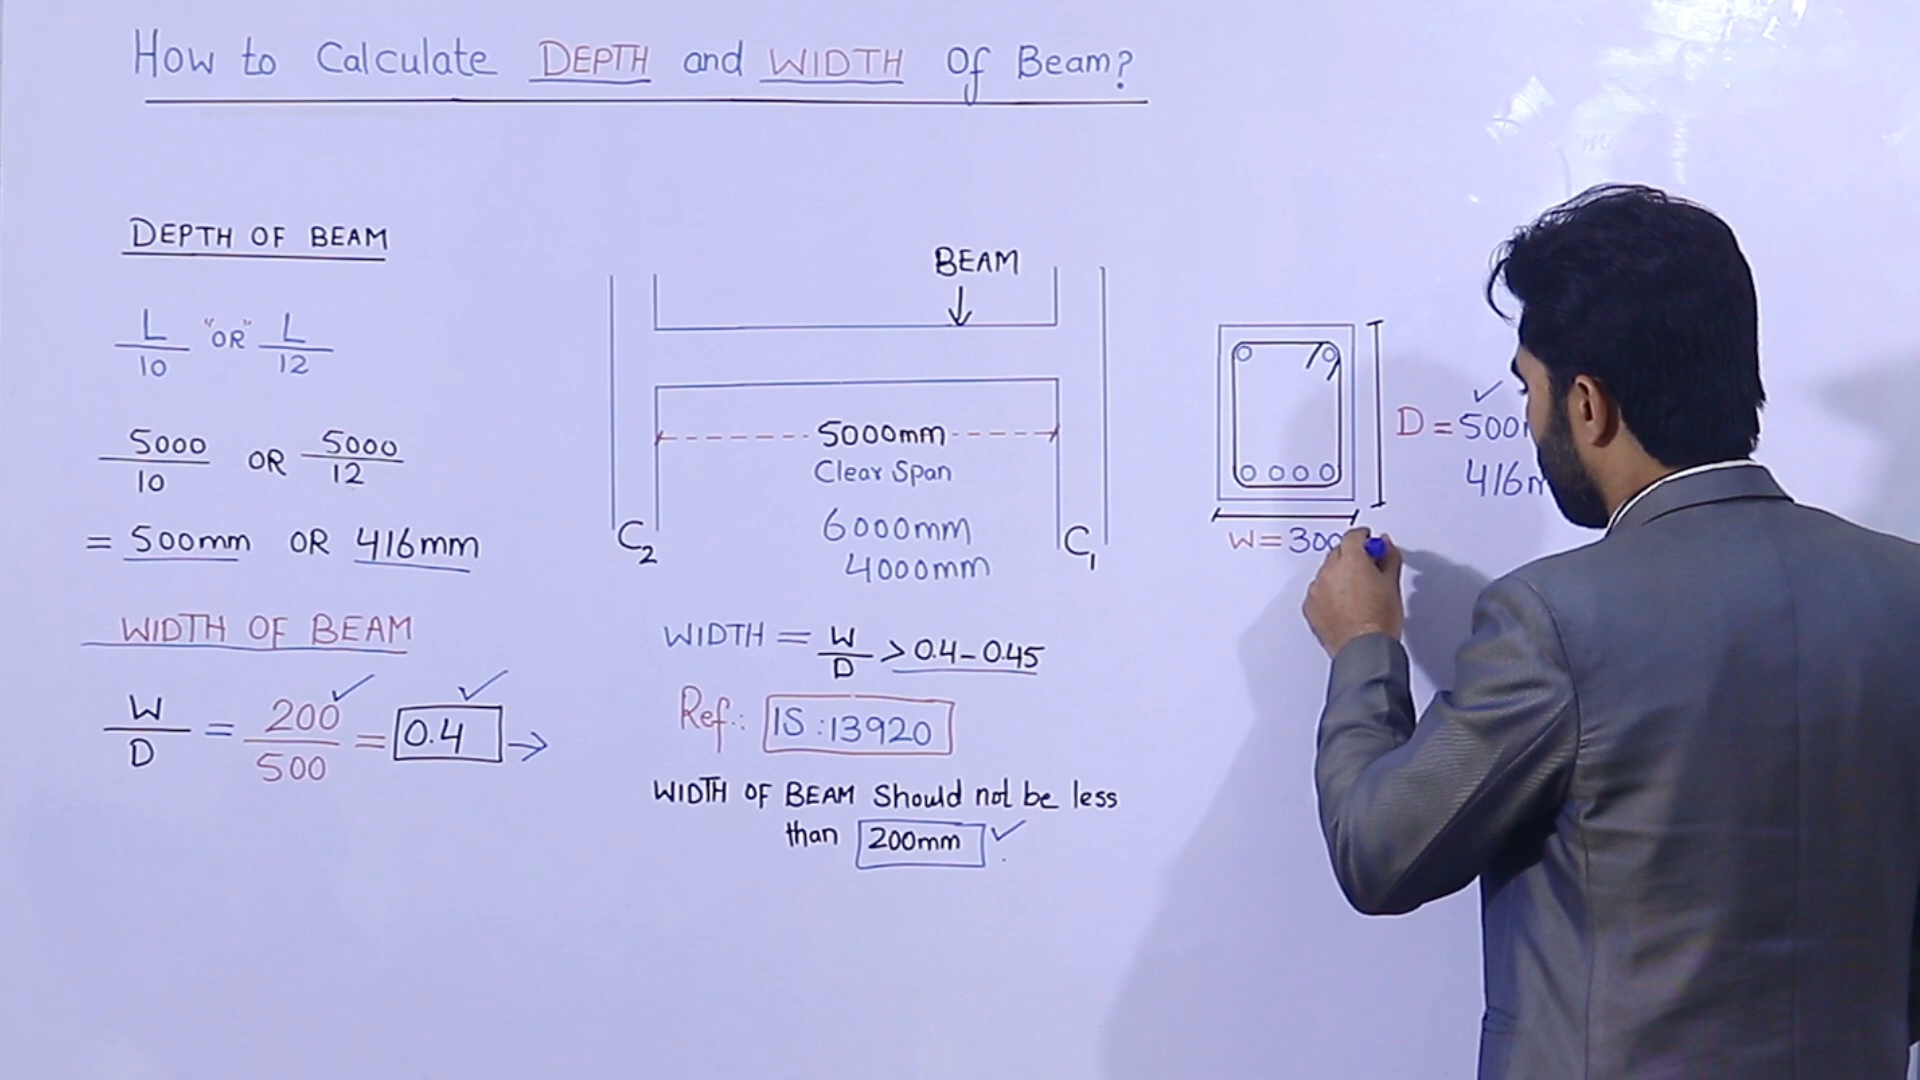 How to Calculate DEPTH and WIDTH Of Beam?
DEPTH OF BEAM
L/10 "OR" L/12
5000/10 OR 5000/12
= 500mm OR 416mm
WIDTH OF BEAM
W/D = 200/500 = 0.4 →
BEAM
5000mm
Clear Span
6000mm
4000mm
C2
C1
WIDTH = W/D > 0.4 - 0.45
Ref.: IS :13920
WIDTH OF BEAM Should not be less
than 200mm
D = 500
416m
W = 300